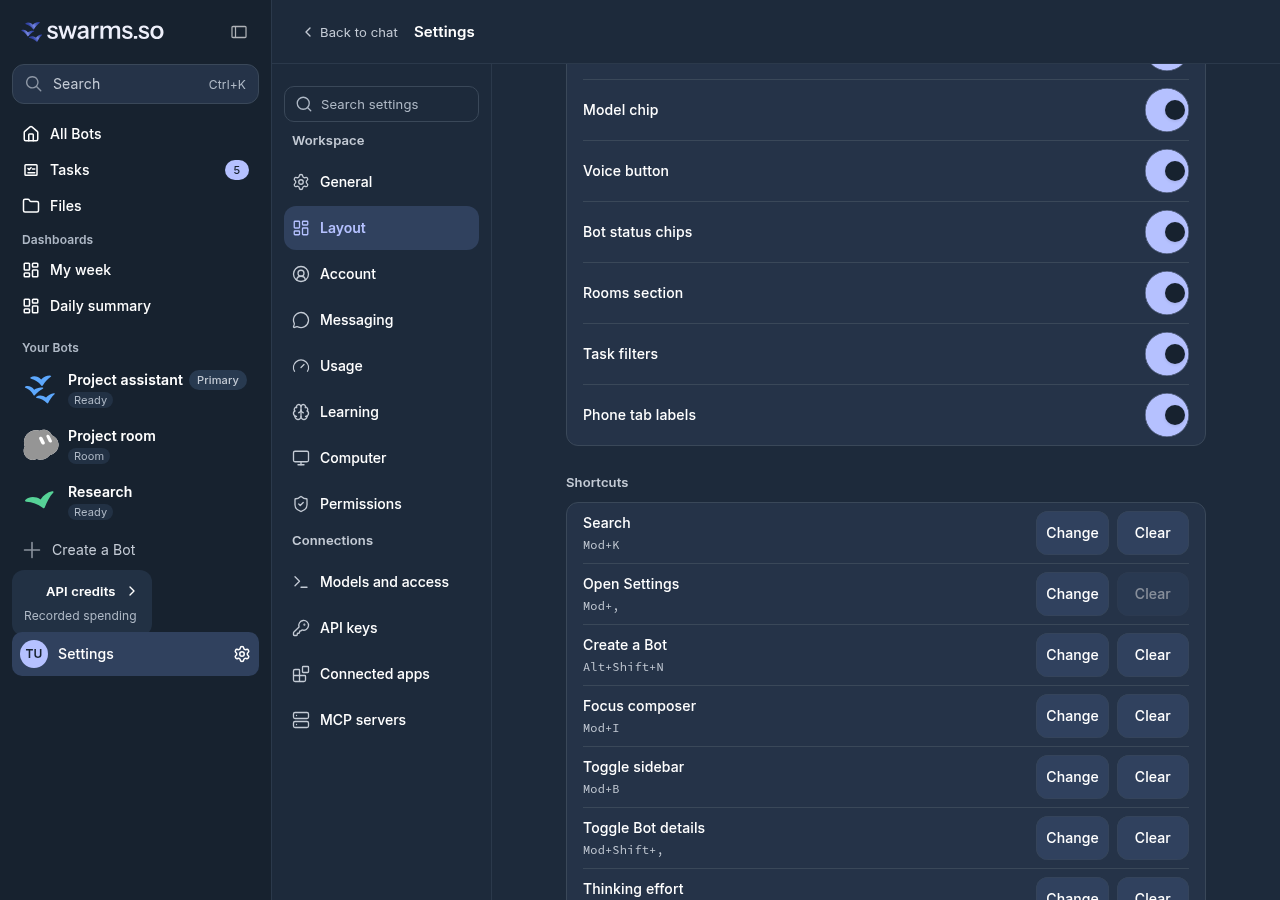 swarms.so
Search Ctrl+K
All Bots
Tasks 5
Files
Dashboards
My week
Daily summary
Your Bots
Project assistant Primary
Ready
Project room
Room
Research
Ready
Create a Bot
API credits
Recorded spending
TU Settings
Back to chat Settings
Search settings
Workspace
General
Layout
Account
Messaging
Usage
Learning
Computer
Permissions
Connections
Models and access
API keys
Connected apps
MCP servers
Model chip
Voice button
Bot status chips
Rooms section
Task filters
Phone tab labels
Shortcuts
Search
Mod+K
Change Clear
Open Settings
Mod+,
Change Clear
Create a Bot
Alt+Shift+N
Change Clear
Focus composer
Mod+I
Change Clear
Toggle sidebar
Mod+B
Change Clear
Toggle Bot details
Mod+Shift+,
Change Clear
Thinking effort
Change Clear